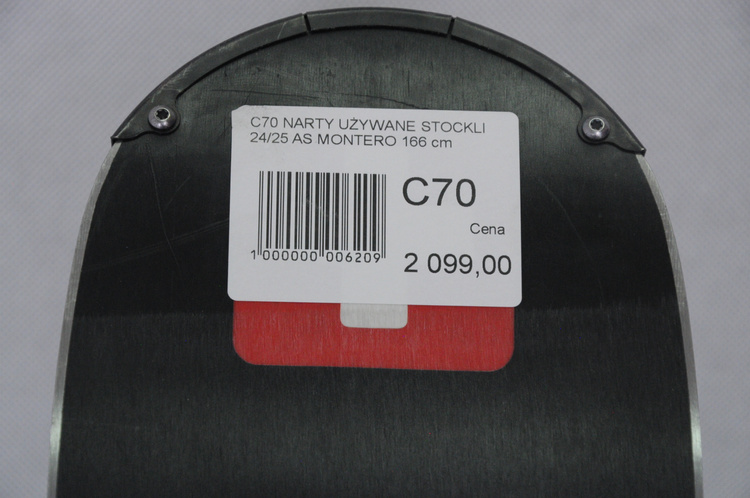 C70 NARTY UŻYWANE STOCKLI
24/25 AS MONTERO 166 cm
C70
Cena
2 099,00
1 000000 006209